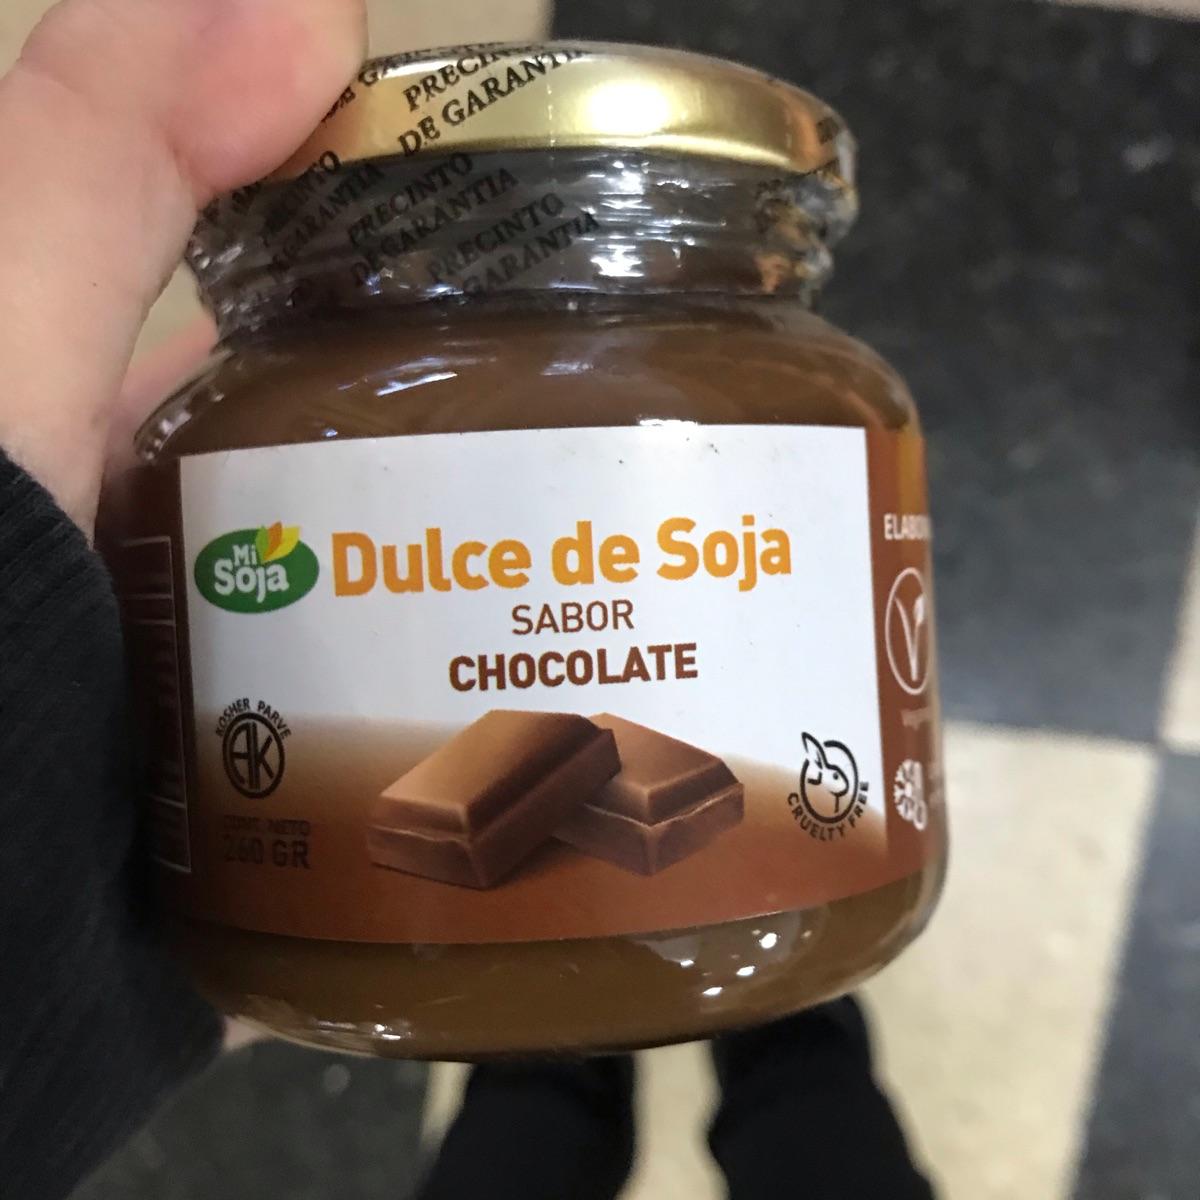 PRECINTO
DE GARANTIA
PRECINTO
DE GARANTIA
PRECINTO
GARANTIA
Mi
Soja
Dulce de Soja
SABOR
CHOCOLATE
KOSHER PARVE
AK
CONT. NETO
260 GR
CRUELTY FREE
V